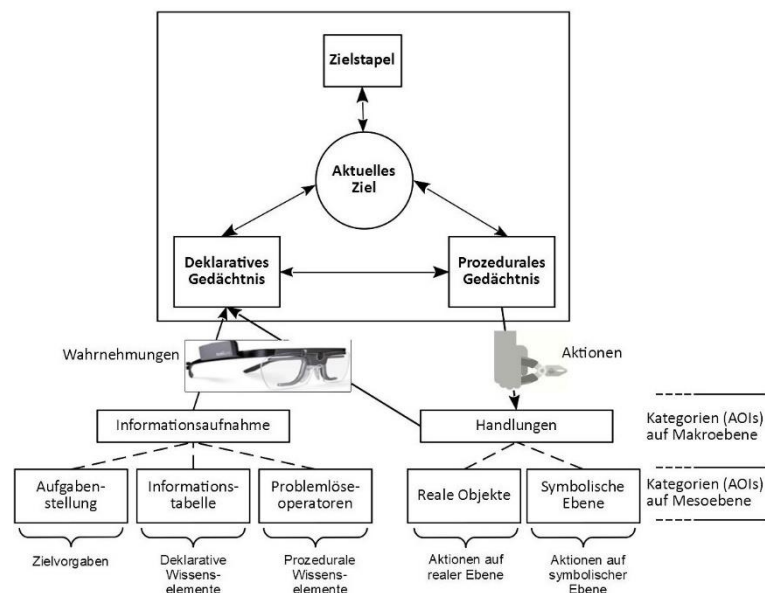 Zielstapel
Aktuelles
Ziel
Deklaratives
Gedächtnis
Prozedurales
Gedächtnis
Wahrnehmungen
Aktionen
Informationsaufnahme
Handlungen
Kategorien (AOIs)
auf Makroebene
Aufgaben-
stellung
Informations-
tabelle
Problemlöse-
operatoren
Reale Objekte
Symbolische
Ebene
Kategorien (AOIs)
auf Mesoebene
Zielvorgaben
Deklarative
Wissens-
elemente
Prozedurale
Wissens-
elemente
Aktionen auf
realer Ebene
Aktionen auf
symbolischer
Ebene